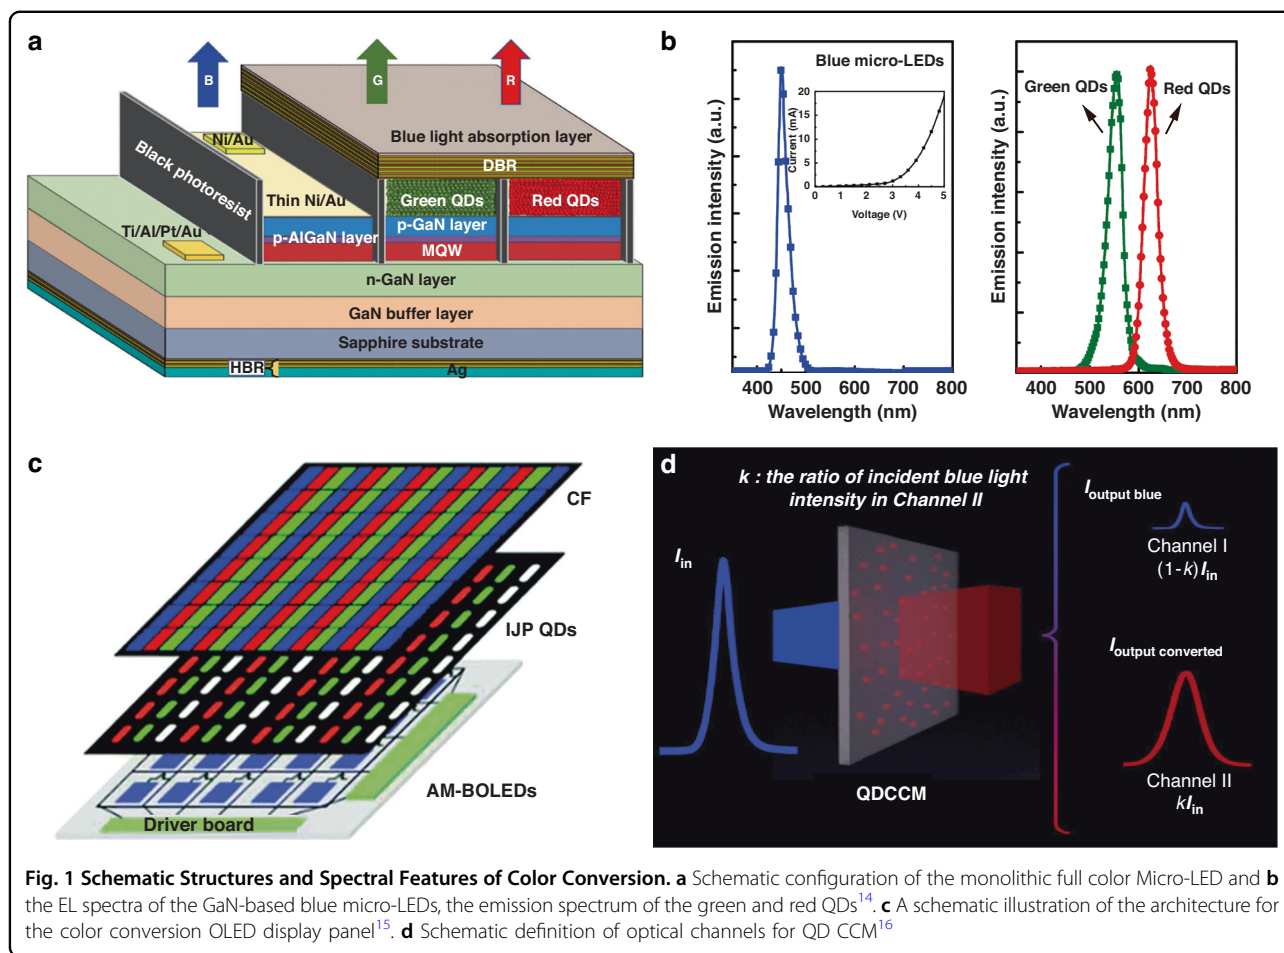 a
B
G
R
Ni/Au
Blue light absorption layer
DBR
Black photoresist
Thin Ni/Au
Green QDs
Red QDs
Ti/Al/Pt/Au
p-AlGaN layer
p-GaN layer
MQW
n-GaN layer
GaN buffer layer
Sapphire substrate
HBR
Ag
b
Emission intensity (a.u.)
Blue micro-LEDs
Current (mA)
20
15
10
5
0
0 1 2 3 4 5
Voltage (V)
400 500 600 700 800
Wavelength (nm)
Emission intensity (a.u.)
Green QDs
Red QDs
400 500 600 700 800
Wavelength (nm)
c
CF
IJP QDs
AM-BOLEDs
Driver board
d
k : the ratio of incident blue light
intensity in Channel II
I in
QDCCM
I output blue
Channel I
(1-k)I in
I output converted
Channel II
kI in
Fig. 1 Schematic Structures and Spectral Features of Color Conversion. a Schematic configuration of the monolithic full color Micro-LED and b
the EL spectra of the GaN-based blue micro-LEDs, the emission spectrum of the green and red QDs14. c A schematic illustration of the architecture for
the color conversion OLED display panel15. d Schematic definition of optical channels for QD CCM16